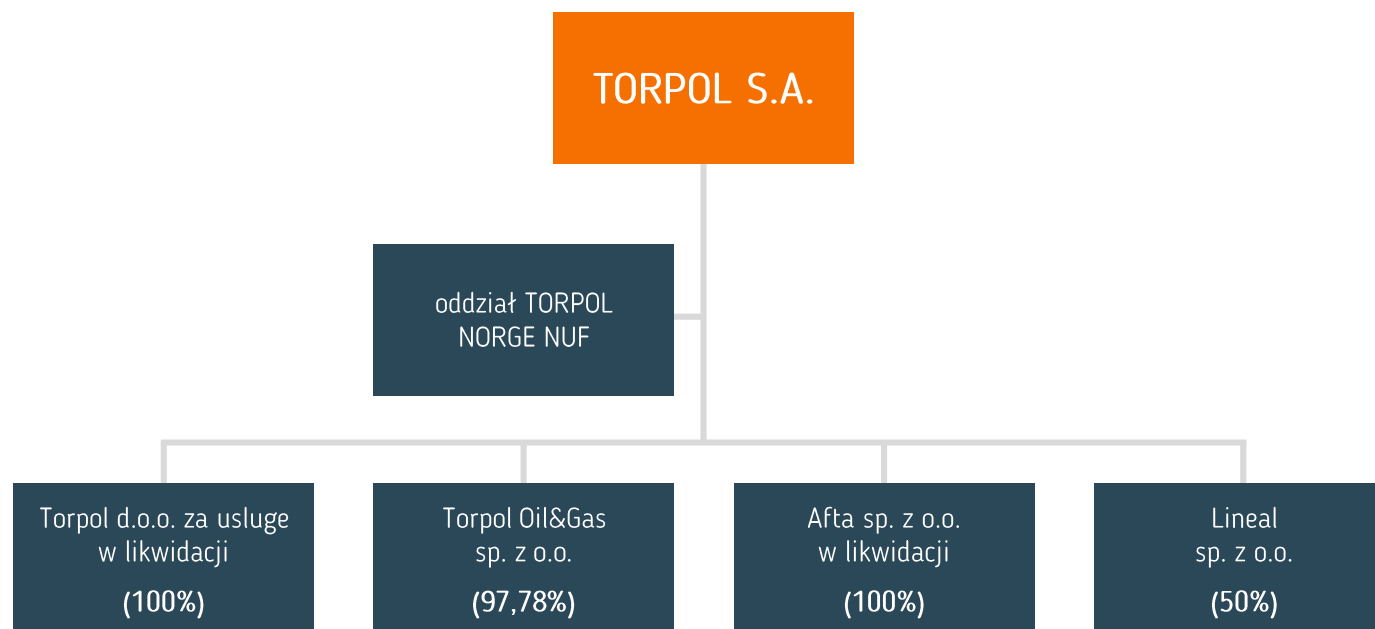 TORPOL S.A.
oddział TORPOL
NORGE NUF
Torpol d.o.o. za usluge
w likwidacji
(100%)
Torpol Oil&Gas
sp. z o.o.
(97,78%)
Afta sp. z o.o.
w likwidacji
(100%)
Lineal
sp. z o.o.
(50%)